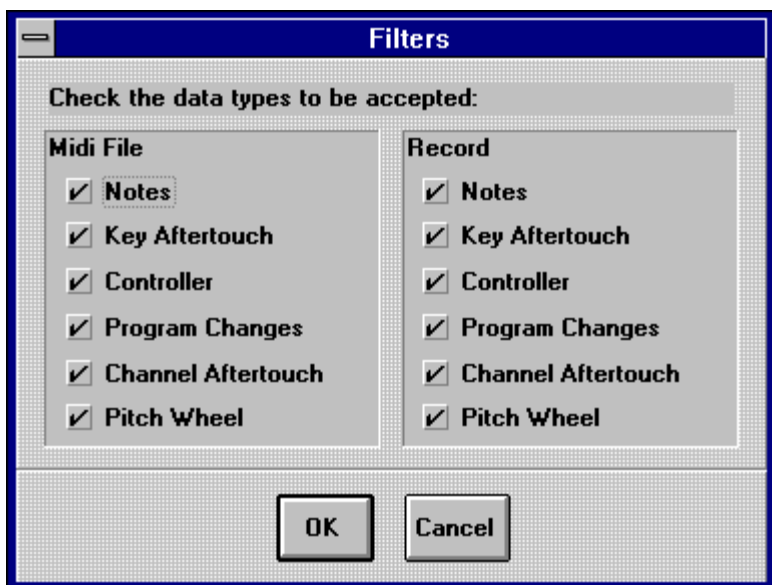 Filters
Check the data types to be accepted:
Midi File
Notes
Key Aftertouch
Controller
Program Changes
Channel Aftertouch
Pitch Wheel
Record
Notes
Key Aftertouch
Controller
Program Changes
Channel Aftertouch
Pitch Wheel
OK
Cancel